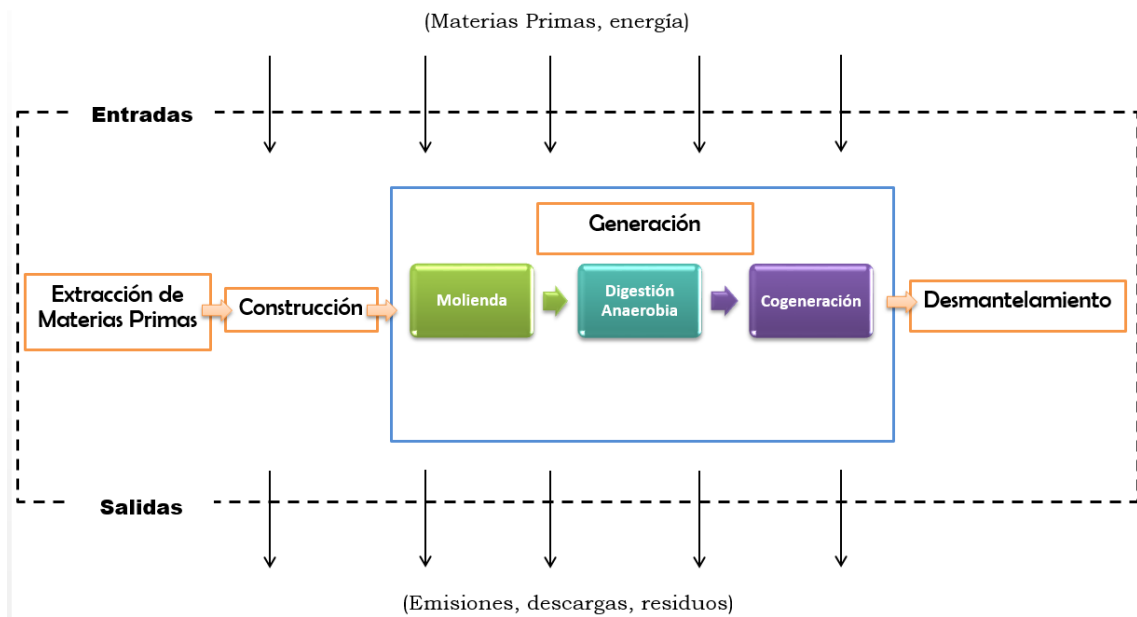 (Materias Primas, energía)
Entradas
Generación
Extracción de
Materias Primas
Construcción
Molienda
Digestión
Anaerobia
Cogeneración
Desmantelamiento
Salidas
(Emisiones, descargas, residuos)